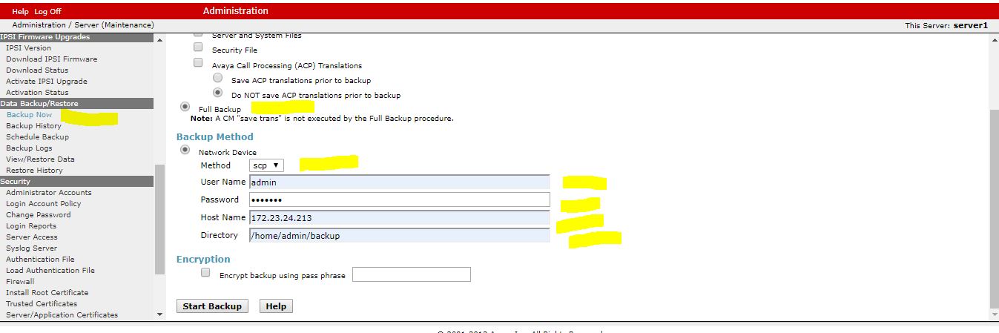 Help Log Off
Administration
Administration / Server (Maintenance)
This Server: server1
IPSI Firmware Upgrades
IPSI Version
Download IPSI Firmware
Download Status
Activate IPSI Upgrade
Activation Status
Data Backup/Restore
Backup Now
Backup History
Schedule Backup
Backup Logs
View/Restore Data
Restore History
Security
Administrator Accounts
Login Account Policy
Change Password
Login Reports
Server Access
Syslog Server
Authentication File
Load Authentication File
Firewall
Install Root Certificate
Trusted Certificates
Server/Application Certificates
Server and System Files
Security File
Avaya Call Processing (ACP) Translations
Save ACP translations prior to backup
Do NOT save ACP translations prior to backup
Full Backup
Note: A CM "save trans" is not executed by the Full Backup procedure.
Backup Method
Network Device
Method scp
User Name admin
Password •••••••
Host Name 172.23.24.213
Directory /home/admin/backup
Encryption
Encrypt backup using pass phrase
Start Backup Help